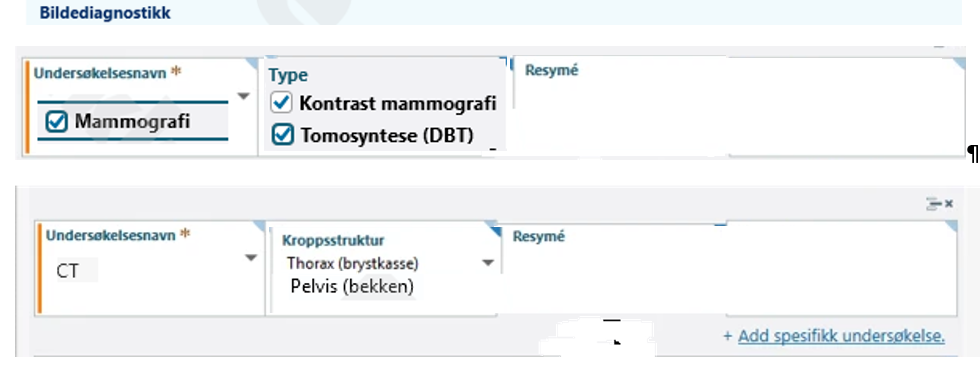 Bildediagnostikk
Undersøkelsesnavn *
Mammografi
Type
Kontrast mammografi
Tomosyntese (DBT)
Resymé
¶
Undersøkelsesnavn *
CT
Kroppsstruktur
Thorax (brystkasse)
Pelvis (bekken)
Resymé
+ Add spesifikk undersøkelse.